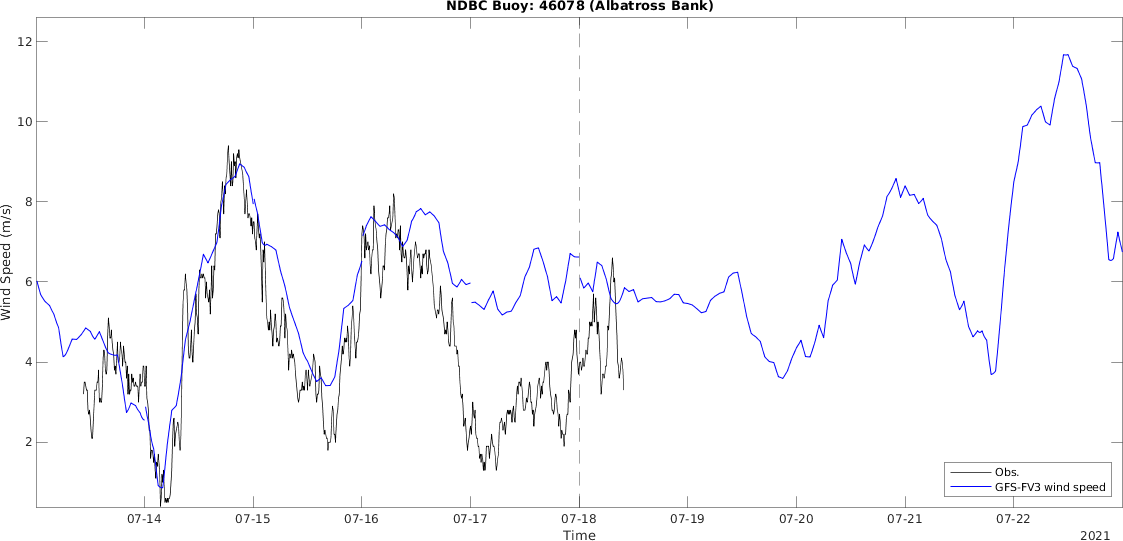 NDBC Buoy: 46078 (Albatross Bank)
12
10
8
6
4
2
Wind Speed (m/s)
07-14 07-15 07-16 07-17 07-18 07-19 07-20 07-21 07-22
Time
2021
Obs.
GFS-FV3 wind speed